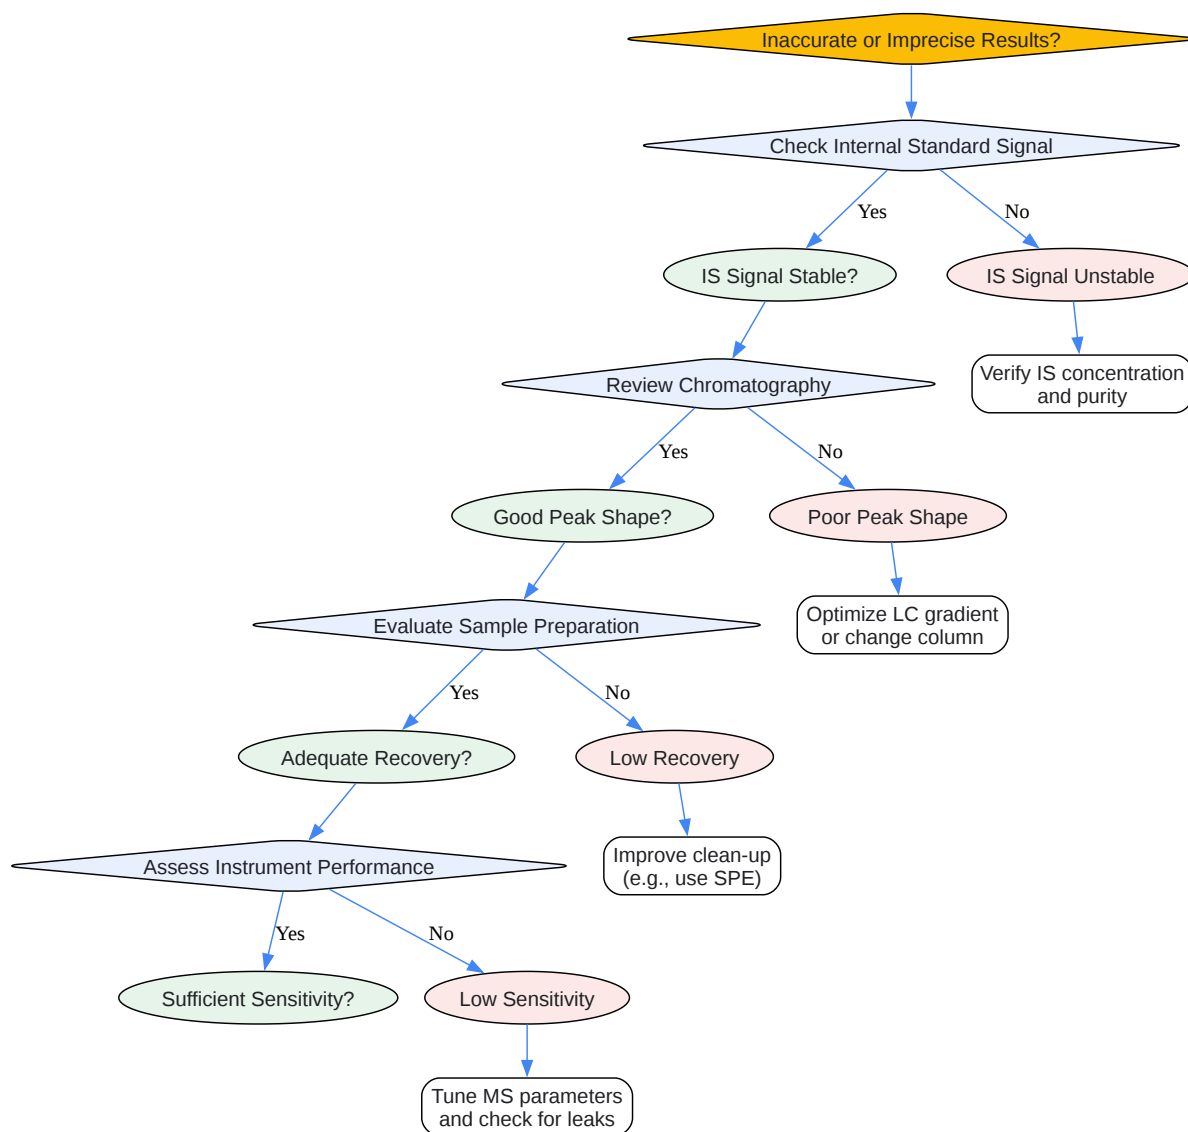 Inaccurate or Imprecise Results?
Check Internal Standard Signal
Yes
No
IS Signal Stable?
IS Signal Unstable
Verify IS concentration
and purity
Review Chromatography
Yes
No
Good Peak Shape?
Poor Peak Shape
Optimize LC gradient
or change column
Evaluate Sample Preparation
Yes
No
Adequate Recovery?
Low Recovery
Improve clean-up
(e.g., use SPE)
Assess Instrument Performance
Yes
No
Sufficient Sensitivity?
Low Sensitivity
Tune MS parameters
and check for leaks